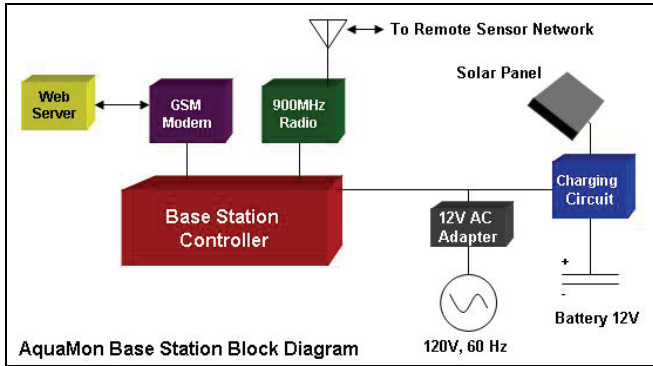 To Remote Sensor Network
Solar Panel
Web
Server
GSM
Modem
900MHz
Radio
Charging
Circuit
Base Station
Controller
12V AC
Adapter
+
-
Battery 12V
120V, 60 Hz
AquaMon Base Station Block Diagram